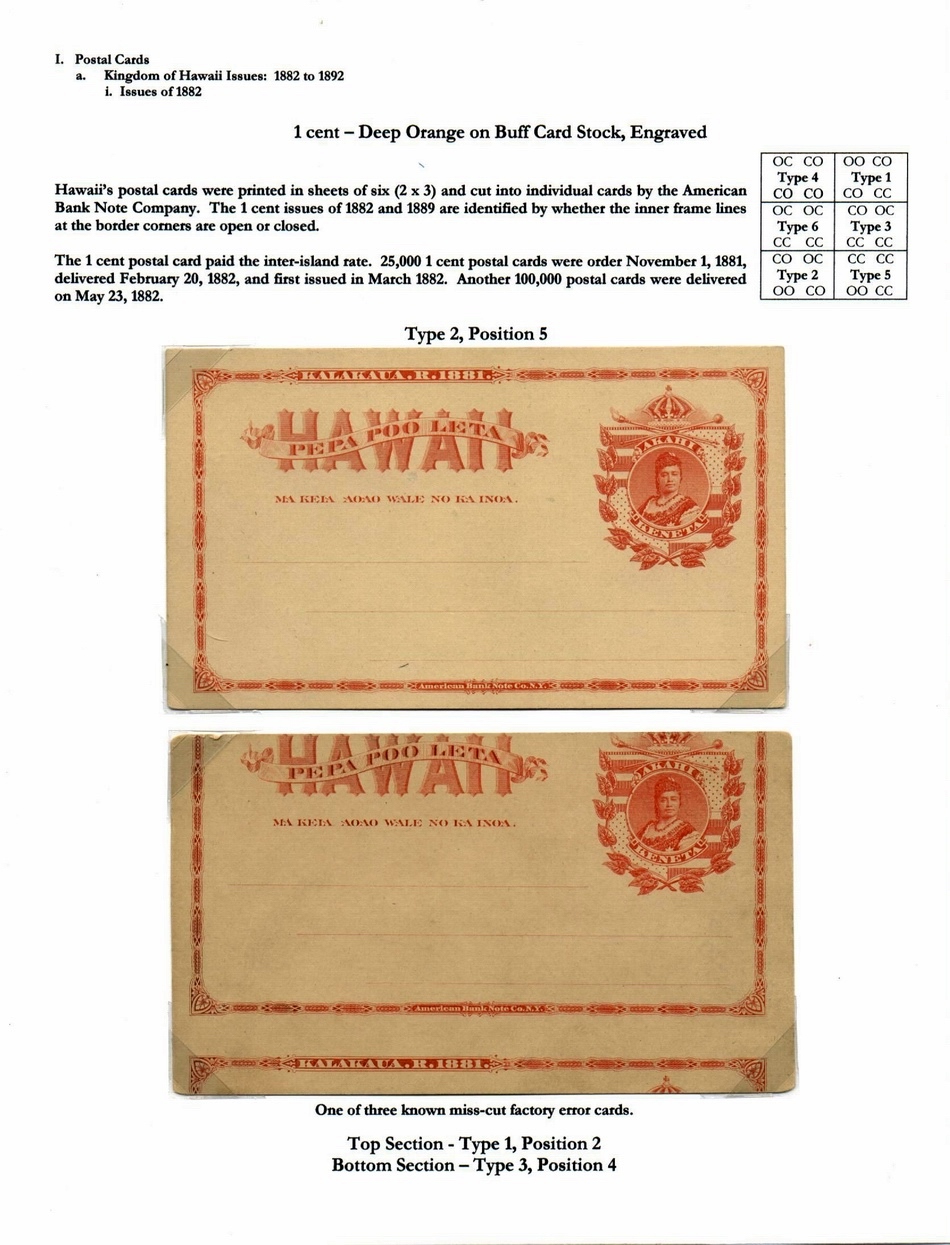 I. Postal Cards
a. Kingdom of Hawaii Issues: 1882 to 1892
i. Issues of 1882
1 cent – Deep Orange on Buff Card Stock, Engraved
Hawaii's postal cards were printed in sheets of six (2 x 3) and cut into individual cards by the American
Bank Note Company. The 1 cent issues of 1882 and 1889 are identified by whether the inner frame lines
at the border corners are open or closed.
The 1 cent postal card paid the inter-island rate. 25,000 1 cent postal cards were order November 1, 1881,
delivered February 20, 1882, and first issued in March 1882. Another 100,000 postal cards were delivered
on May 23, 1882.
OC CO OO CO
Type 4 Type 1
CO CO CO CC
OC OC CO OC
Type 6 Type 3
CC CC CC CC
CO OC CC CC
Type 2 Type 5
OO CO OO CC
Type 2, Position 5
KALAKAUA . R . 1881.
HAWAII
PEPA POO LETA
MA KEIA AOAO WALE NO KA INOA.
AKAHI
KENETA
American Bank Note Co. N.Y.
HAWAII
PEPA POO LETA
MA KEIA AOAO WALE NO KA INOA.
AKAHI
KENETA
American Bank Note Co. N.Y.
KALAKAUA . R . 1881.
One of three known miss-cut factory error cards.
Top Section - Type 1, Position 2
Bottom Section – Type 3, Position 4